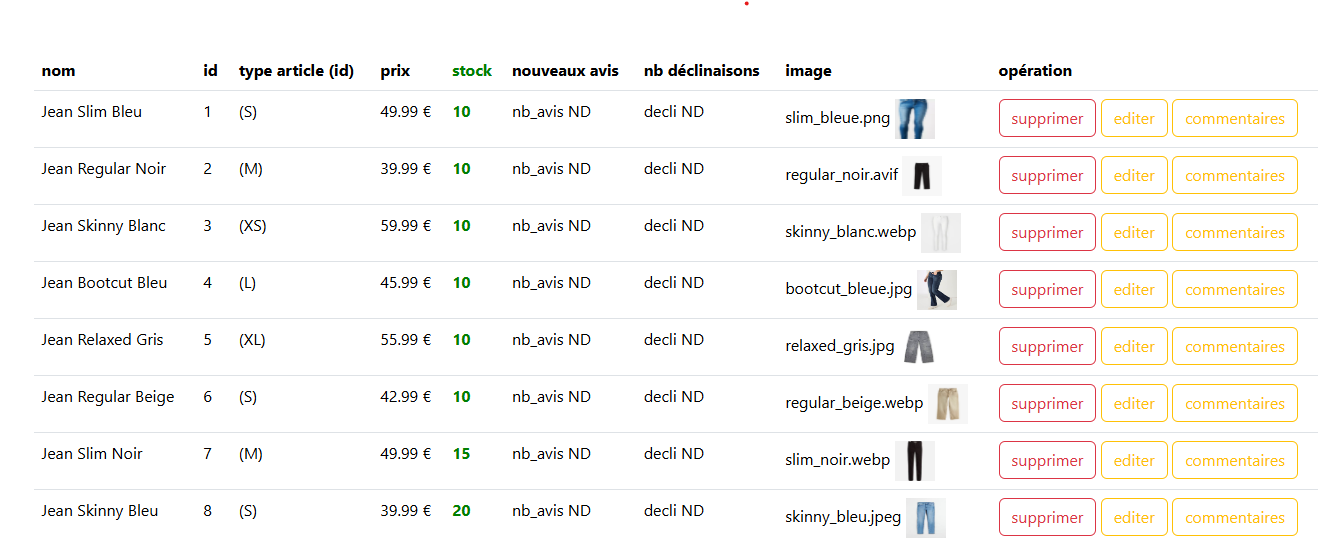 nom id type article (id) prix stock nouveaux avis nb déclinaisons image opération
Jean Slim Bleu 1 (S) 49.99 € 10 nb_avis ND decli ND slim_bleue.png supprimer editer commentaires
Jean Regular Noir 2 (M) 39.99 € 10 nb_avis ND decli ND regular_noir.avif supprimer editer commentaires
Jean Skinny Blanc 3 (XS) 59.99 € 10 nb_avis ND decli ND skinny_blanc.webp supprimer editer commentaires
Jean Bootcut Bleu 4 (L) 45.99 € 10 nb_avis ND decli ND bootcut_bleue.jpg supprimer editer commentaires
Jean Relaxed Gris 5 (XL) 55.99 € 10 nb_avis ND decli ND relaxed_gris.jpg supprimer editer commentaires
Jean Regular Beige 6 (S) 42.99 € 10 nb_avis ND decli ND regular_beige.webp supprimer editer commentaires
Jean Slim Noir 7 (M) 49.99 € 15 nb_avis ND decli ND slim_noir.webp supprimer editer commentaires
Jean Skinny Bleu 8 (S) 39.99 € 20 nb_avis ND decli ND skinny_bleu.jpeg supprimer editer commentaires